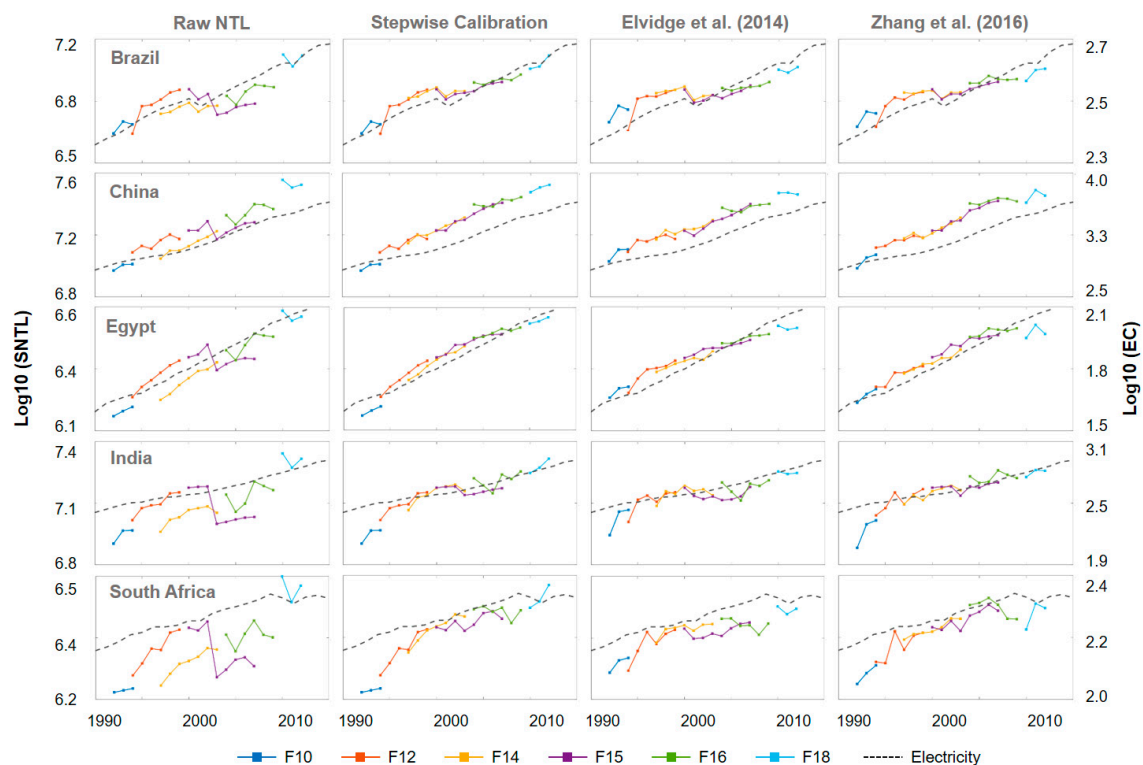 Raw NTL Stepwise Calibration Elvidge et al. (2014) Zhang et al. (2016)
7.2 Brazil 2.7
6.8 2.5
6.5 2.3
7.6 China 4.0
7.2 3.3
6.8 2.5
Log10 (SNTL) Log10 (EC)
6.6 Egypt 2.1
6.4 1.8
6.1 1.5
7.4 India 3.1
7.1 2.5
6.8 1.9
6.5 South Africa 2.4
6.4 2.2
6.2 2.0
1990 2000 2010 1990 2000 2010 1990 2000 2010 1990 2000 2010
F10 F12 F14 F15 F16 F18 Electricity